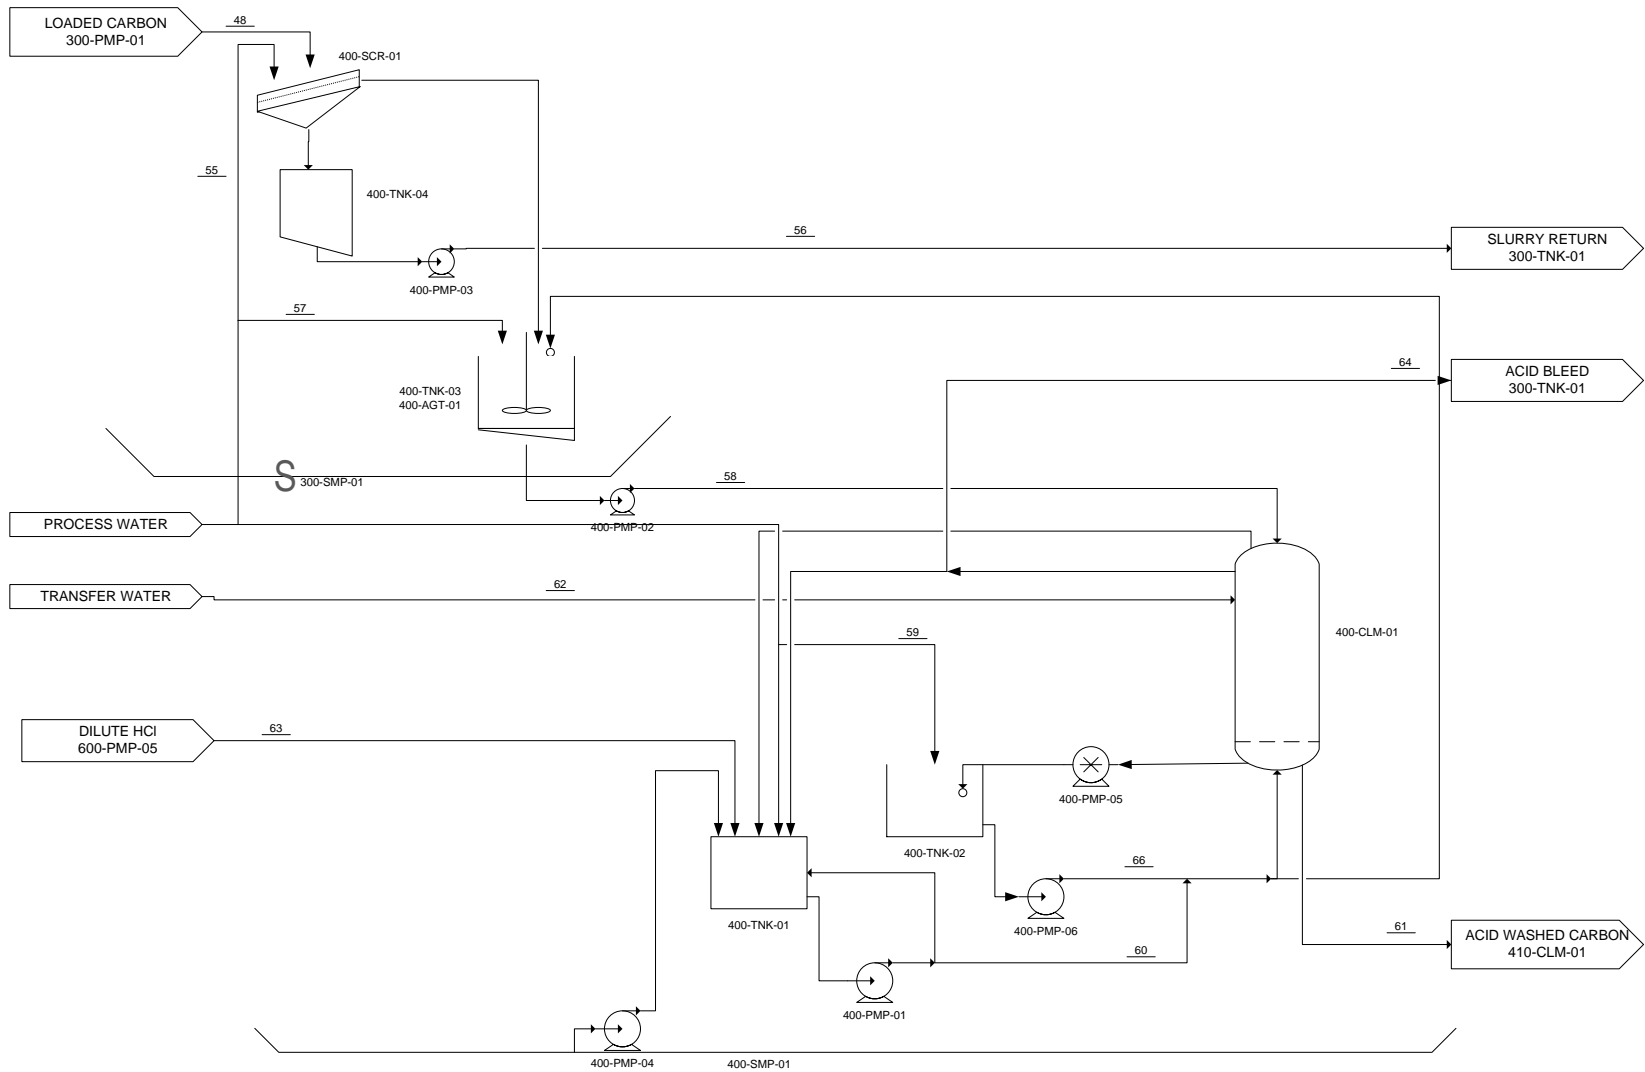 LOADED CARBON
300-PMP-01
48
400-SCR-01
55
400-TNK-04
56
SLURRY RETURN
300-TNK-01
400-PMP-03
57
64
ACID BLEED
300-TNK-01
400-TNK-03
400-AGT-01
S
300-SMP-01
58
PROCESS WATER
400-PMP-02
TRANSFER WATER
62
59
400-CLM-01
DILUTE HCl
600-PMP-05
63
400-PMP-05
400-TNK-02
66
400-TNK-01
400-PMP-06
60
61
ACID WASHED CARBON
410-CLM-01
400-PMP-01
400-PMP-04
400-SMP-01